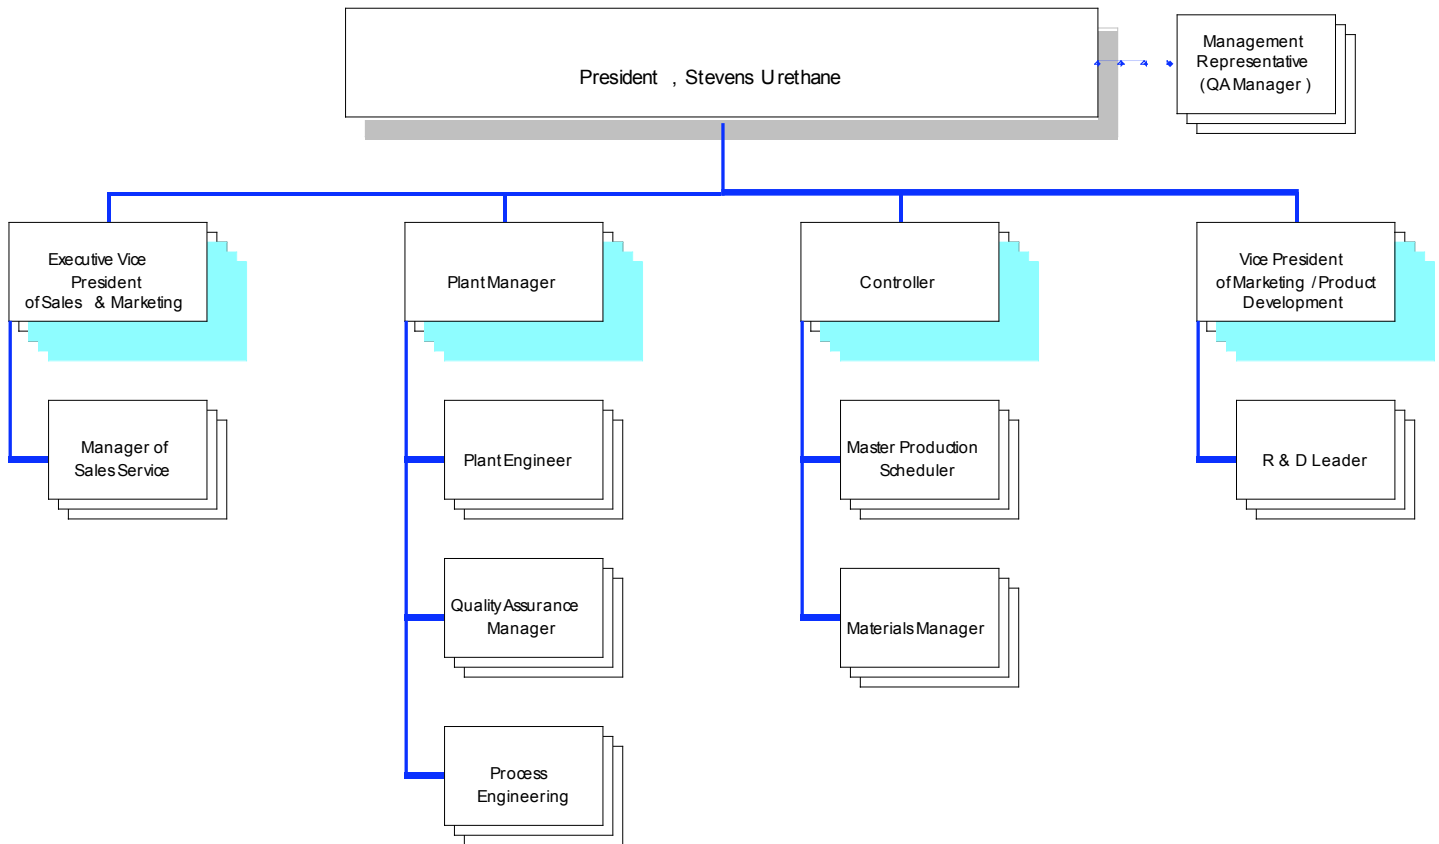 President , Stevens Urethane
Management
Representative
(QA Manager )
Executive Vice
President
of Sales & Marketing
Plant Manager
Controller
Vice President
of Marketing / Product
Development
Manager of
Sales Service
Plant Engineer
Master Production
Scheduler
R & D Leader
Quality Assurance
Manager
Materials Manager
Process
Engineering